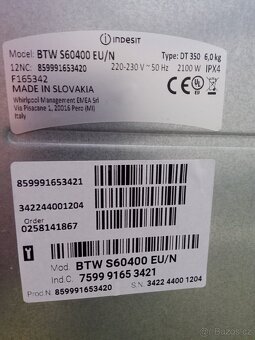 indesit
Model: BTW S60400 EU/N Type: DT 350 6,0 kg
12NC: 859991653420 220-230 V ~ 50 Hz 2100 W IPX4
F165342
MADE IN SLOVAKIA
Whirlpool Management EMEA Srl
Via Pisacane 1, 20016 Pero (MI)
Italy
CE
859991653421
342244001204
Order
0258141867
Mod. BTW S60400 EU/N
Ind.C. 7599 9165 3421
Prod.N 859991653420 S.N. 3422 4400 1204